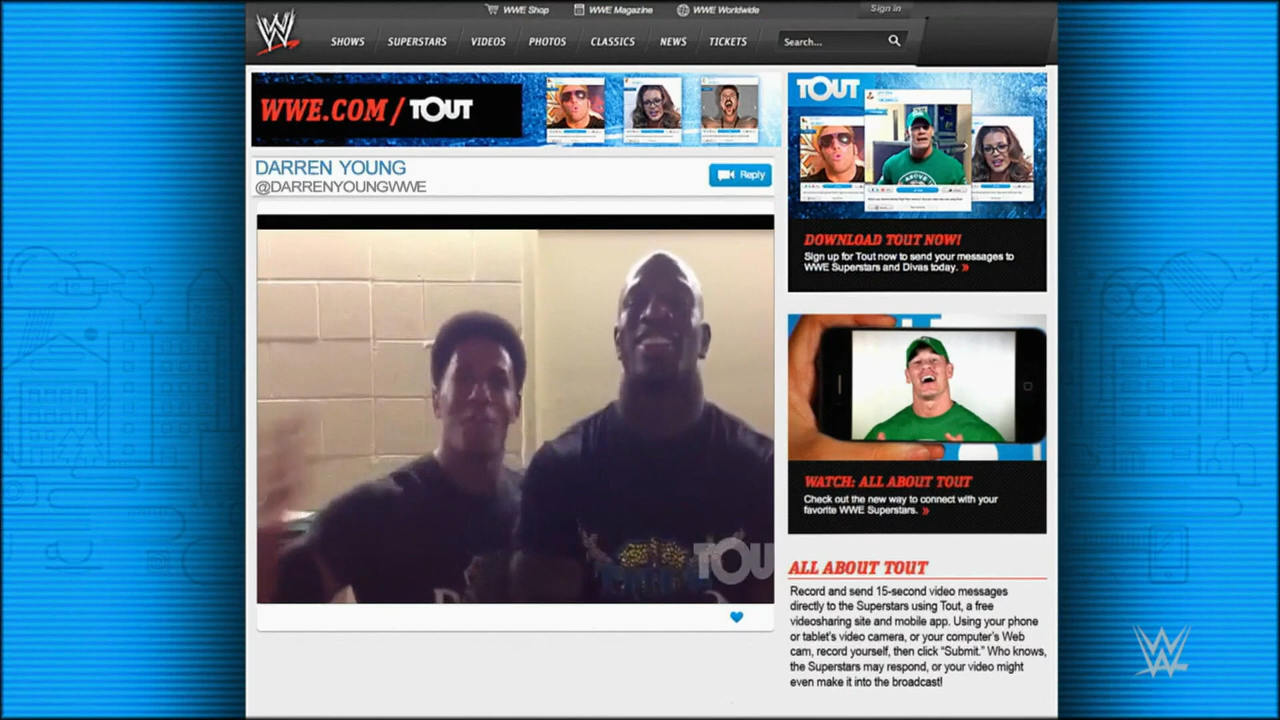 WWE Shop
WWE Magazine
WWE Worldwide
Sign in
W
SHOWS
SUPERSTARS
VIDEOS
PHOTOS
CLASSICS
NEWS
TICKETS
Search...
WWE.COM / TOUT
DARREN YOUNG
@DARRENYOUNGWWE
Reply
TOUT
DOWNLOAD TOUT NOW!
Sign up for Tout now to send your messages to
WWE Superstars and Divas today. »
WATCH: ALL ABOUT TOUT
Check out the new way to connect with your
favorite WWE Superstars. »
TOU
ALL ABOUT TOUT
Record and send 15-second video messages
directly to the Superstars using Tout, a free
videosharing site and mobile app. Using your phone
or tablet's video camera, or your computer's Web
cam, record yourself, then click “Submit.” Who knows,
the Superstars may respond, or your video might
even make it into the broadcast!
W